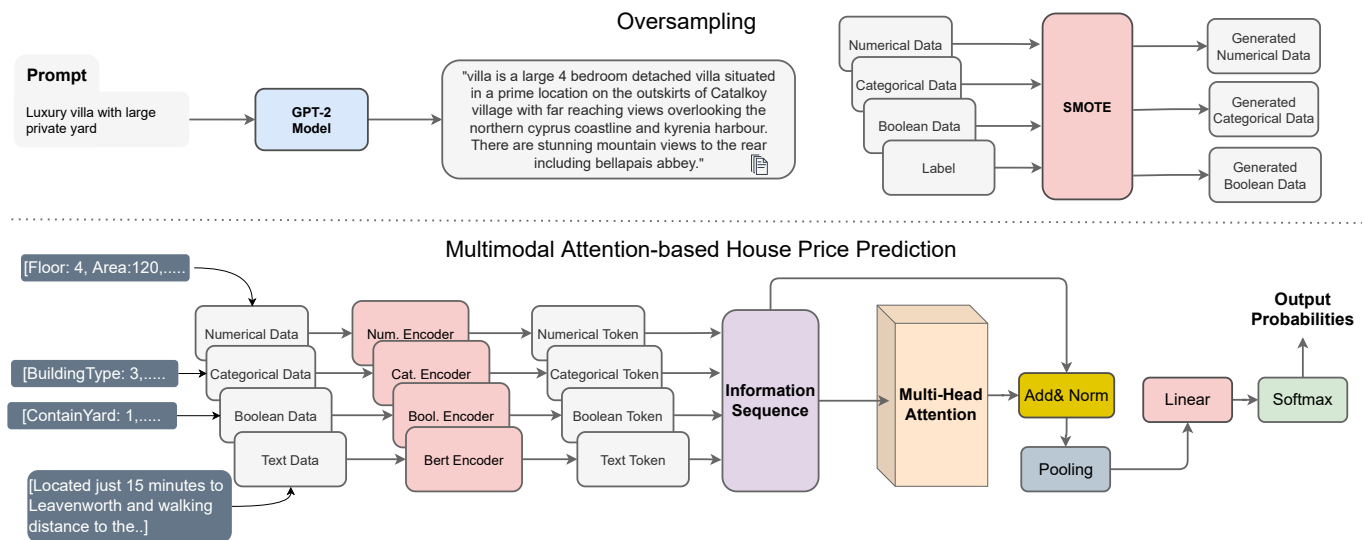 Oversampling
Prompt
Luxury villa with large
private yard
GPT-2
Model
"villa is a large 4 bedroom detached villa situated
in a prime location on the outskirts of Catalkoy
village with far reaching views overlooking the
northern cyprus coastline and kyrenia harbour.
There are stunning mountain views to the rear
including bellapais abbey."
Numerical Data
Categorical Data
Boolean Data
Label
SMOTE
Generated
Numerical Data
Generated
Categorical Data
Generated
Boolean Data
Multimodal Attention-based House Price Prediction
[Floor: 4, Area:120,.....
[BuildingType: 3,.....
[ContainYard: 1,.....
[Located just 15 minutes to
Leavenworth and walking
distance to the..]
Numerical Data
Categorical Data
Boolean Data
Text Data
Num. Encoder
Cat. Encoder
Bool. Encoder
Bert Encoder
Numerical Token
Categorical Token
Boolean Token
Text Token
Information
Sequence
Multi-Head
Attention
Add& Norm
Pooling
Linear
Softmax
Output
Probabilities